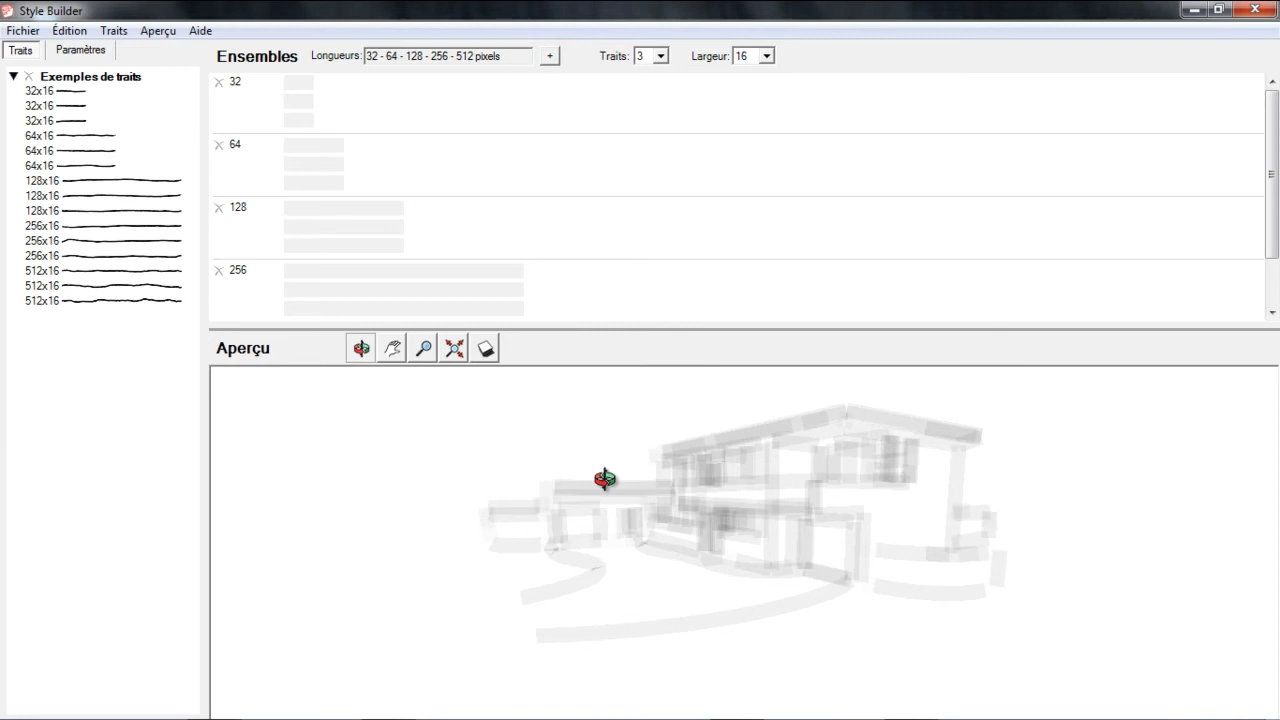 Style Builder
Fichier Édition Traits Aperçu Aide
Traits Paramètres
Ensembles Longueurs: 32 - 64 - 128 - 256 - 512 pixels + Traits: 3 Largeur: 16
Exemples de traits
32x16
32x16
32x16
64x16
64x16
64x16
128x16
128x16
128x16
256x16
256x16
256x16
512x16
512x16
512x16
32
64
128
256
Aperçu